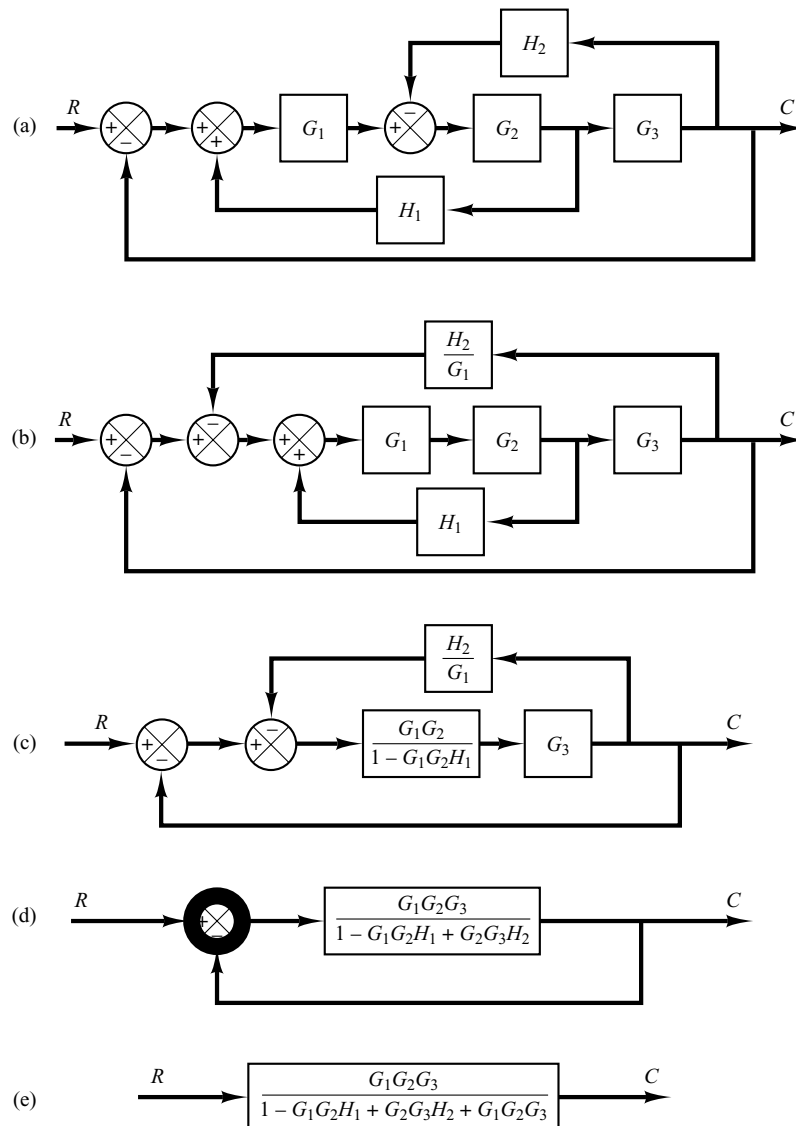 (a) R + − + + G₁ + − G₂ G₃ C
H₂
H₁
(b) R + − + − + + G₁ G₂ G₃ C
H₂
G₁
H₁
(c) R + − + − G₁G₂ G₃ C
1 − G₁G₂H₁
H₂
G₁
(d) R + − G₁G₂G₃ C
1 − G₁G₂H₁ + G₂G₃H₂
(e) R G₁G₂G₃ C
1 − G₁G₂H₁ + G₂G₃H₂ + G₁G₂G₃